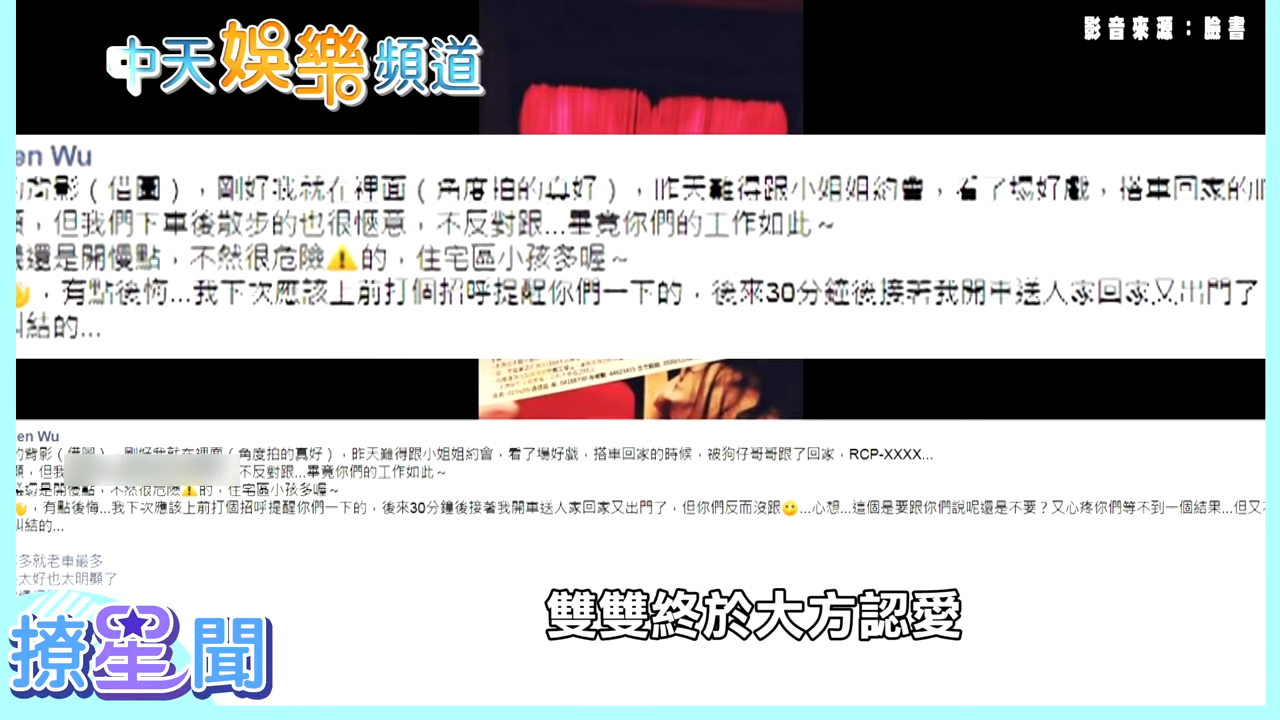 中天娛樂頻道
影音來源：臉書
en Wu
背影（借圖），剛好我就在裡面（角度拍的真好），昨天難得跟小姐姐約會，看了場好戲，搭車回家的
，但我們下車後散步的也很愜意，不反對跟...畢竟你們的工作如此～
還是開慢點，不然很危險⚠️的，住宅區小孩多喔～
，有點後悔...我下次應該上前打個招呼提醒你們一下的，後來30分鐘後接著我開車送人家回家又出門了
糾結的...
en Wu
的背影（借圖），剛好我就在裡面（角度拍的真好），昨天難得跟小姐姐約會，看了場好戲，搭車回家的時候，被狗仔哥哥跟了回家，RCP-XXXX...
，但我 不反對跟...畢竟你們的工作如此～
還是開慢點，不然很危險⚠️的，住宅區小孩多喔～
，有點後悔...我下次應該上前打個招呼提醒你們一下的，後來30分鐘後接著我開車送人家回家又出門了，但你們反而沒跟😶...心想...這個是要跟你們說呢還是不要？又心疼你們等不到一個結果...但又
糾結的...
多就老車最多
太好也太明顯了
雙雙終於大方認愛
撩星聞